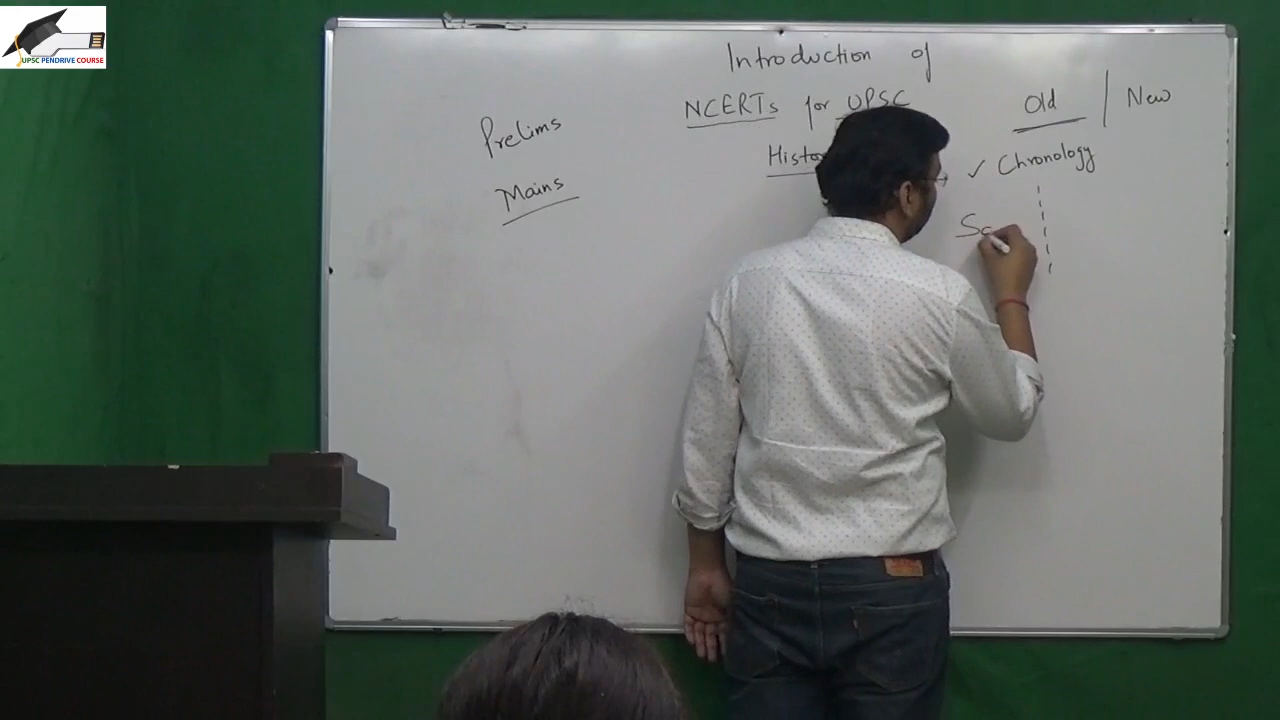 UPSC PENDRIVE COURSE
Introduction of
NCERTs for UPSC
Prelims
Mains
Old | New
✓ Chronology